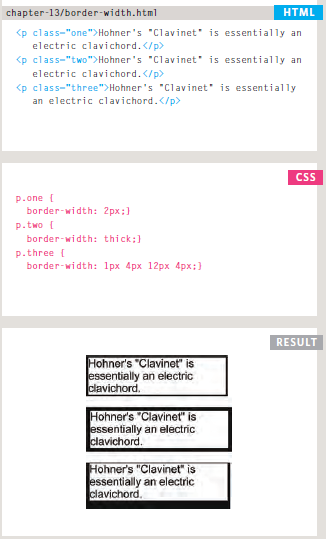 chapter-13/border-width.html HTML
<p class="one">Hohner's "Clavinet" is essentially an
electric clavichord.</p>
<p class="two">Hohner's "Clavinet" is essentially an
electric clavichord.</p>
<p class="three">Hohner's "Clavinet" is essentially
an electric clavichord.</p>
CSS
p.one {
border-width: 2px;}
p.two {
border-width: thick;}
p.three {
border-width: 1px 4px 12px 4px;}
RESULT
Hohner's "Clavinet" is
essentially an electric
clavichord.
Hohner's "Clavinet" is
essentially an electric
clavichord.
Hohner's "Clavinet" is
essentially an electric
clavichord.